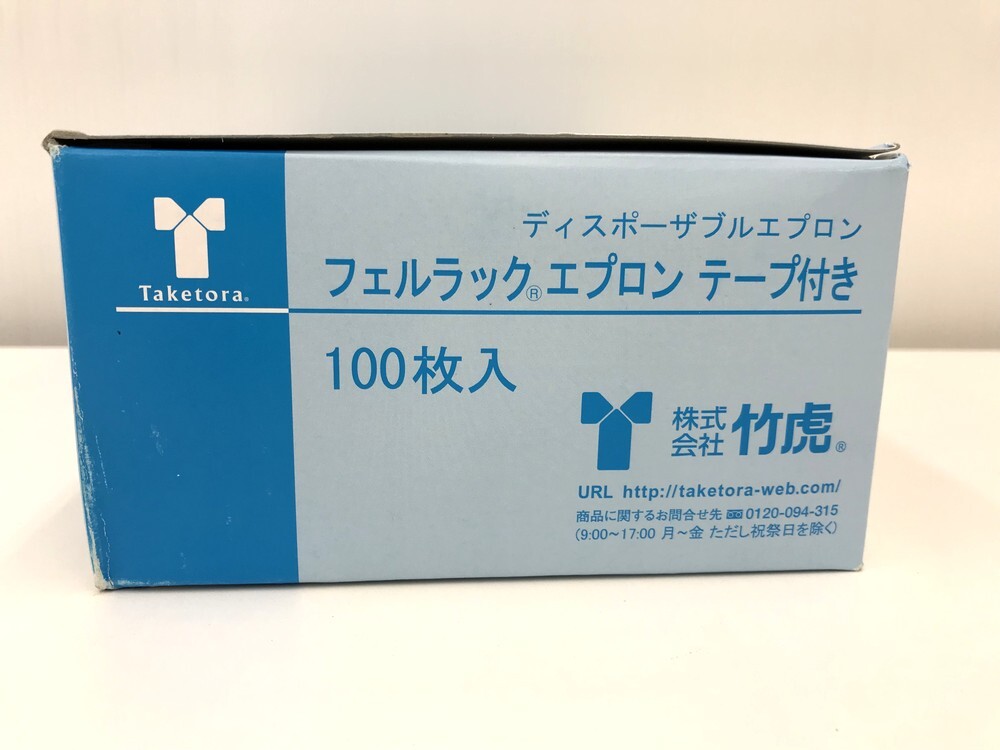 Taketora®
ディスポーザブルエプロン
フェルラック®エプロン テープ付き
100枚入
株式会社 竹虎®
URL http://taketora-web.com/
商品に関するお問合せ先 0120-094-315
(9:00〜17:00 月〜金 ただし祝祭日を除く)